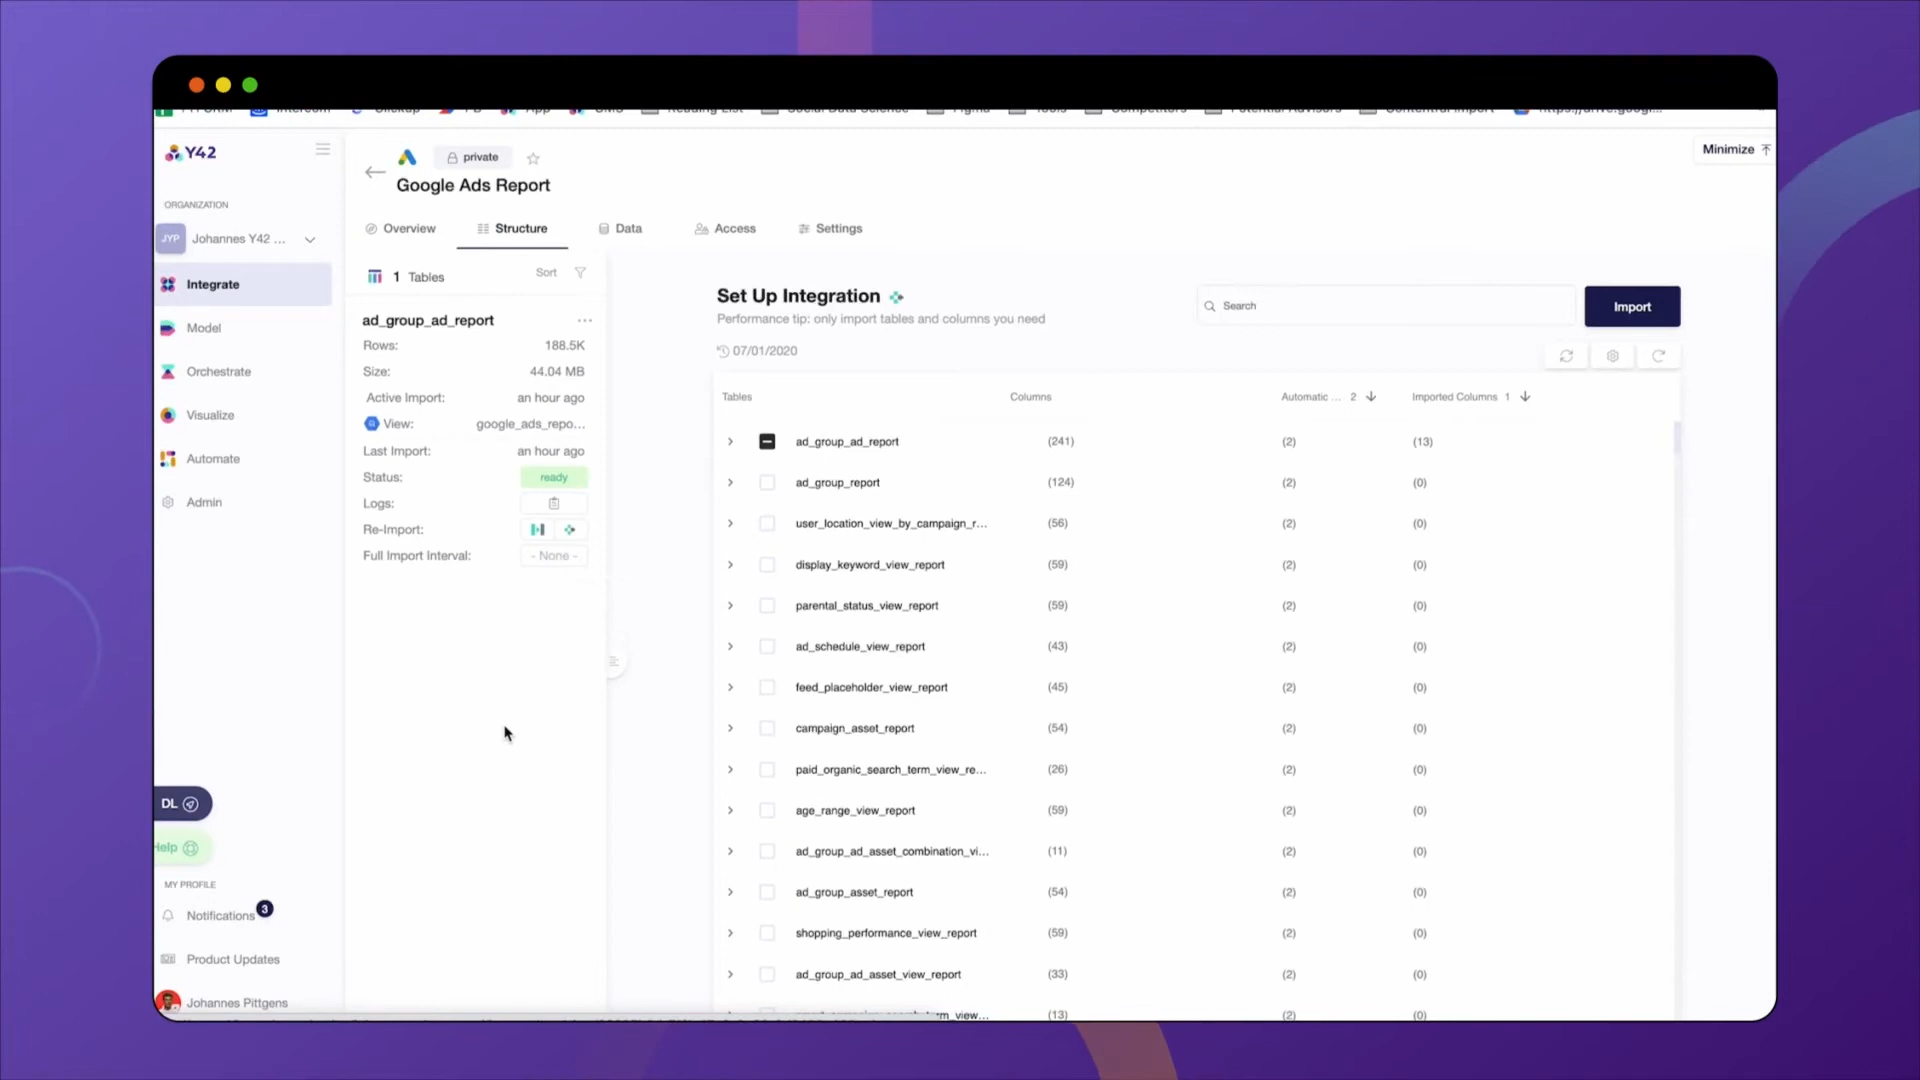 Y42
ORGANIZATION
JYP Johannes Y42 ...
Integrate
Model
Orchestrate
Visualize
Automate
Admin
DL
Help
MY PROFILE
Notifications 3
Product Updates
Johannes Pittgens
private
Google Ads Report
Minimize
Overview
Structure
Data
Access
Settings
1 Tables
Sort
ad_group_ad_report
Rows: 188.5K
Size: 44.04 MB
Active Import: an hour ago
View: google_ads_repo...
Last Import: an hour ago
Status: ready
Logs:
Re-Import:
Full Import Interval: - None -
Set Up Integration
Performance tip: only import tables and columns you need
Search
Import
07/01/2020
Tables Columns Automatic ... 2 Imported Columns 1
ad_group_ad_report (241) (2) (13)
ad_group_report (124) (2) (0)
user_location_view_by_campaign_r... (56) (2) (0)
display_keyword_view_report (59) (2) (0)
parental_status_view_report (59) (2) (0)
ad_schedule_view_report (43) (2) (0)
feed_placeholder_view_report (45) (2) (0)
campaign_asset_report (54) (2) (0)
paid_organic_search_term_view_re... (26) (2) (0)
age_range_view_report (59) (2) (0)
ad_group_ad_asset_combination_vi... (11) (2) (0)
ad_group_asset_report (54) (2) (0)
shopping_performance_view_report (59) (2) (0)
ad_group_ad_asset_view_report (33) (2) (0)
(13) (2) (0)